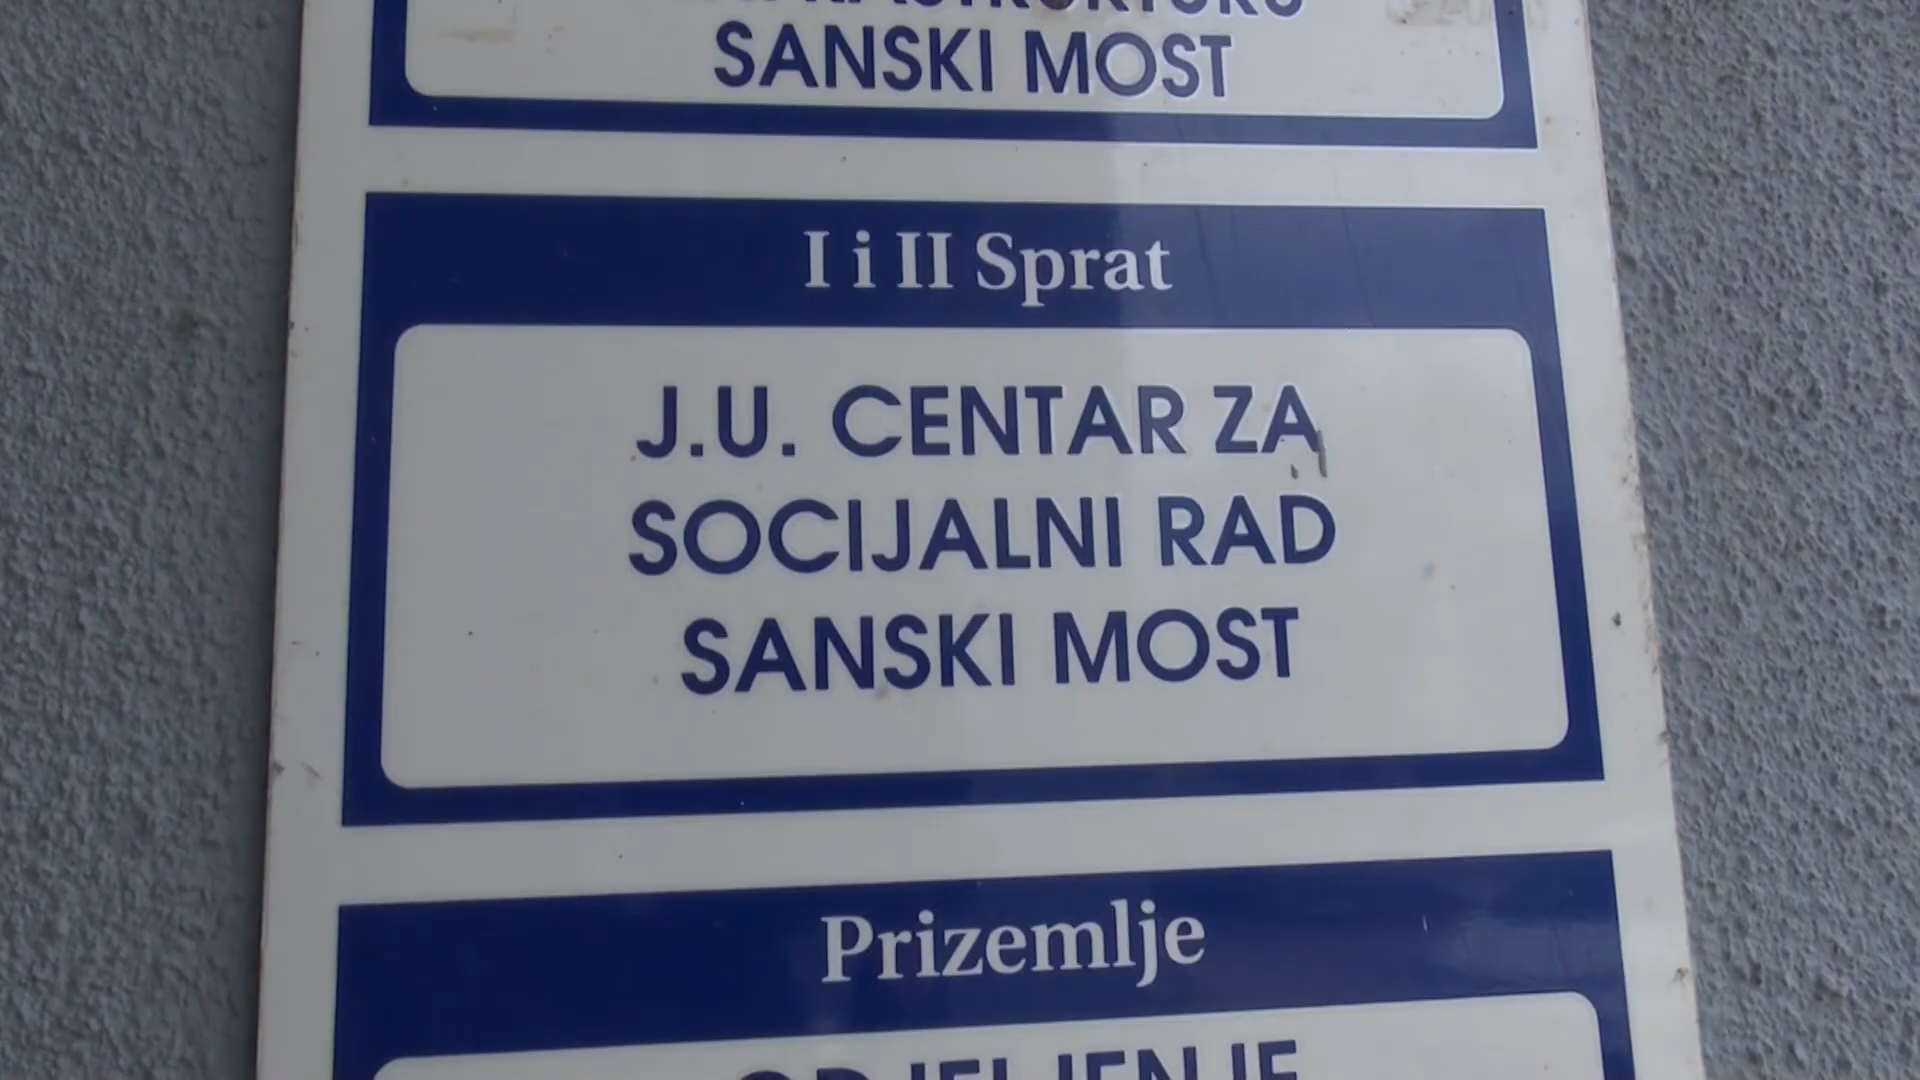 SANSKI MOST
I i II Sprat
J.U. CENTAR ZA
SOCIJALNI RAD
SANSKI MOST
Prizemlje
ODJELJENJE